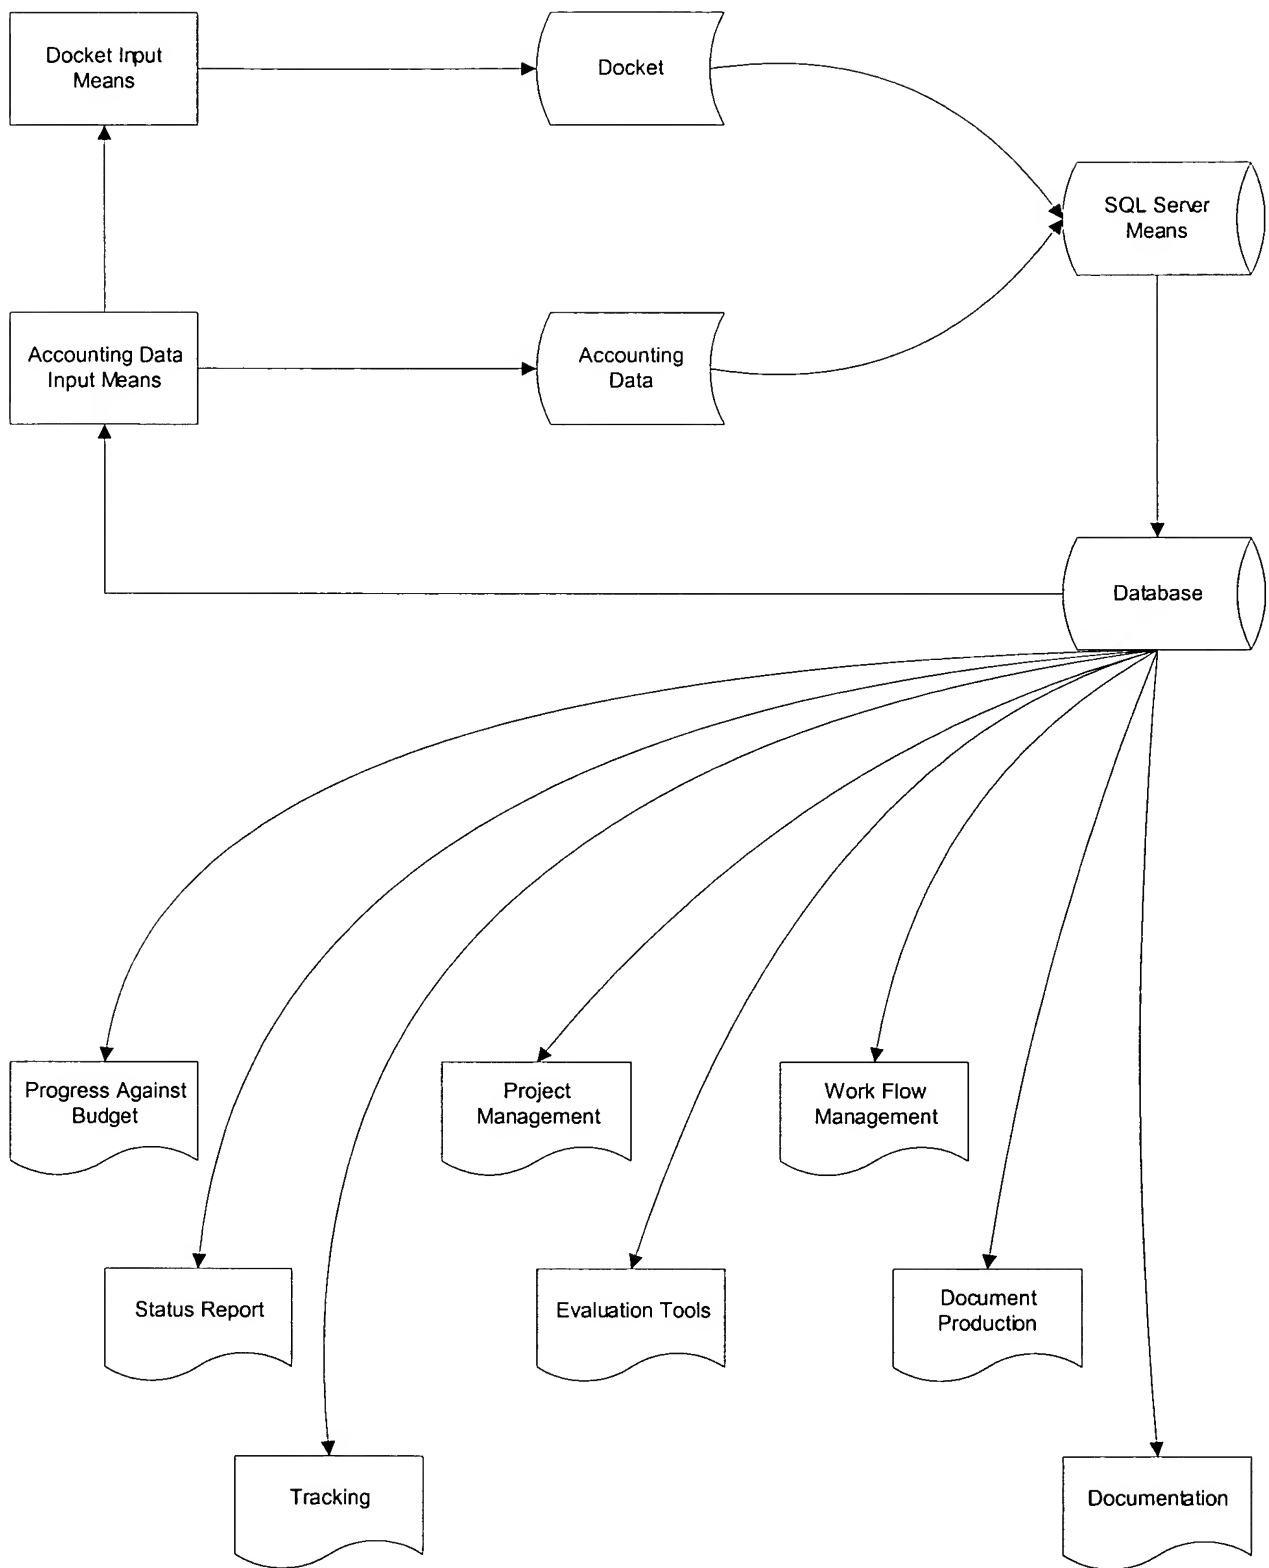 Docket Input
Means
Docket
SQL Server
Means
Accounting Data
Input Means
Accounting
Data
Database
Progress Against
Budget
Project
Management
Work Flow
Management
Status Report
Evaluation Tools
Document
Production
Tracking
Documentation